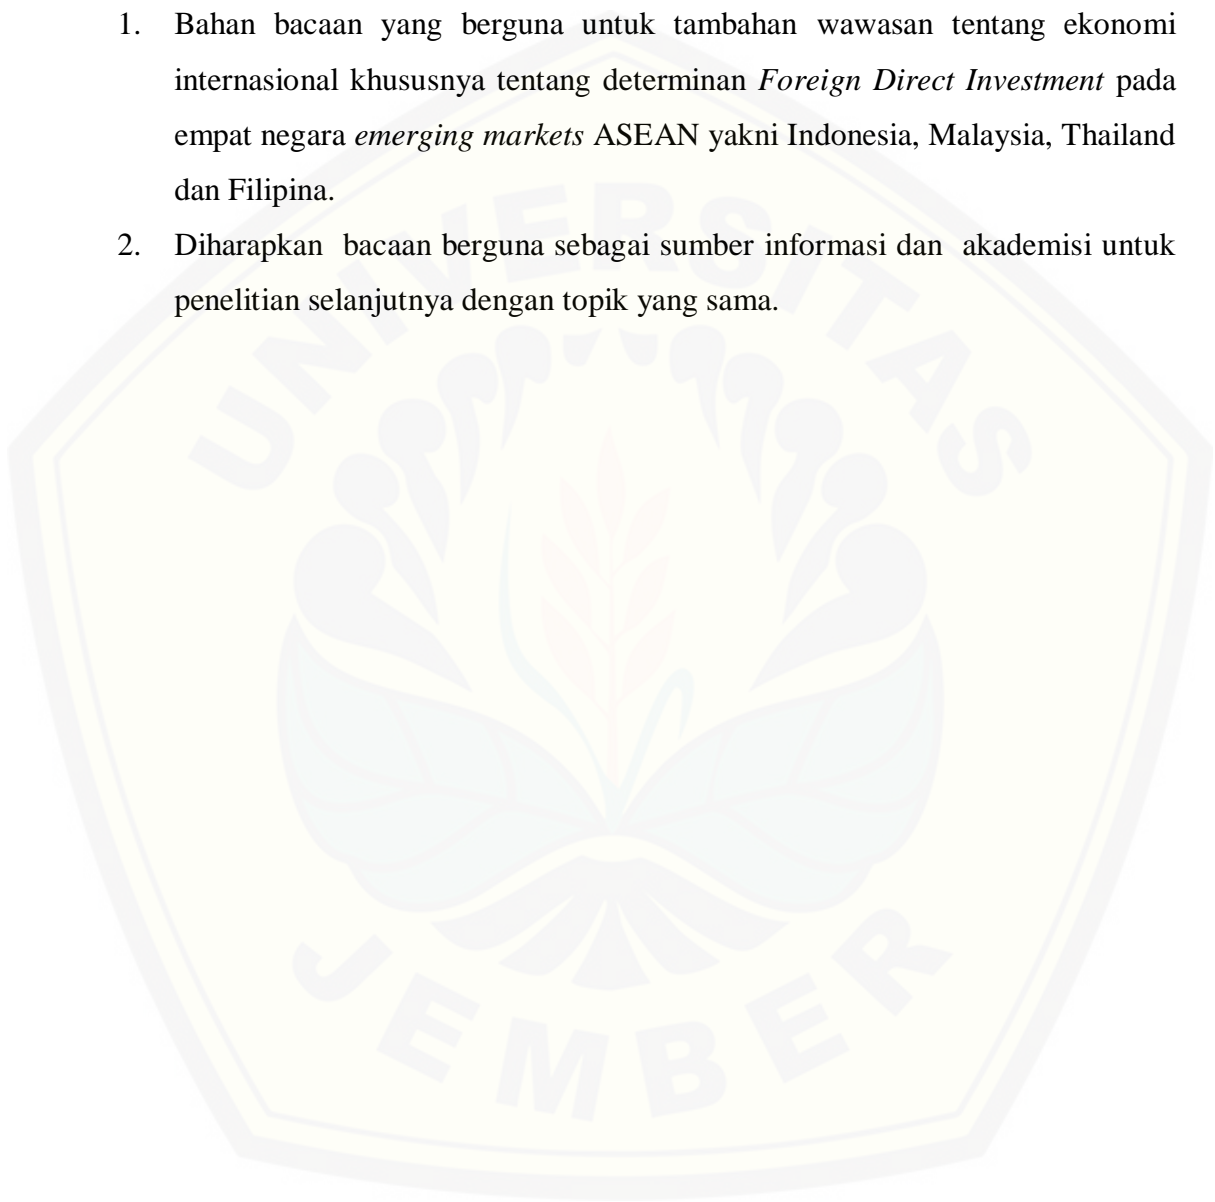 1. Bahan bacaan yang berguna untuk tambahan wawasan tentang ekonomi
internasional khususnya tentang determinan Foreign Direct Investment pada
empat negara emerging markets ASEAN yakni Indonesia, Malaysia, Thailand
dan Filipina.
2. Diharapkan bacaan berguna sebagai sumber informasi dan akademisi untuk
penelitian selanjutnya dengan topik yang sama.
UNIVERSITAS
JEMBER